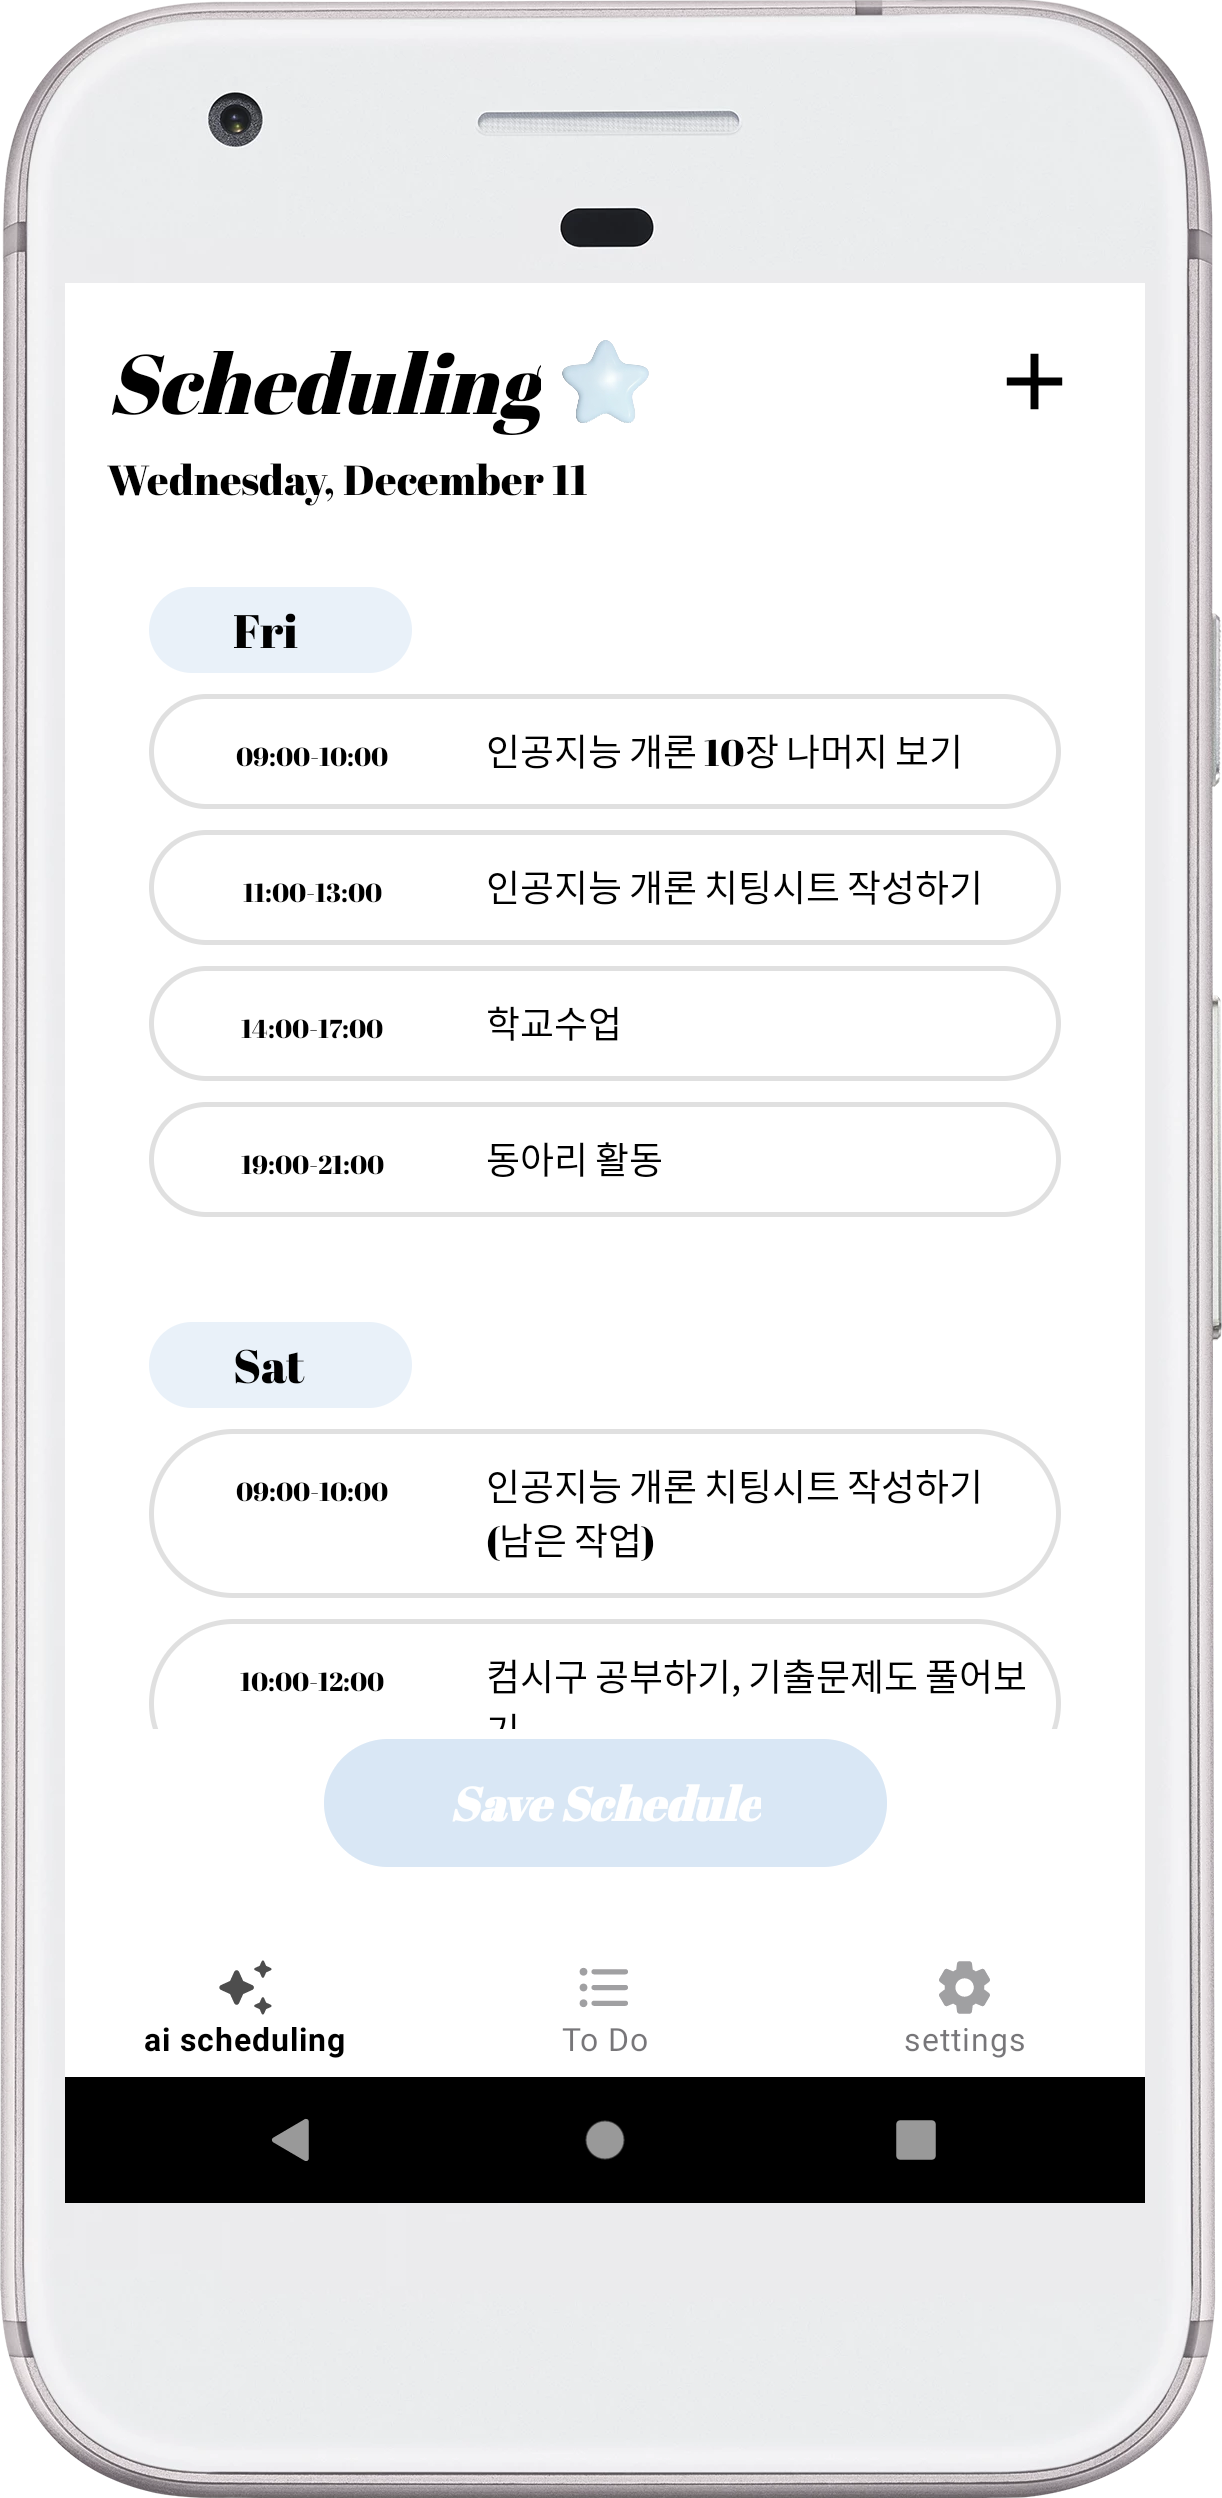 Scheduling
Wednesday, December 11
Fri
09:00-10:00 인공지능 개론 10장 나머지 보기
11:00-13:00 인공지능 개론 치팅시트 작성하기
14:00-17:00 학교수업
19:00-21:00 동아리 활동
Sat
09:00-10:00 인공지능 개론 치팅시트 작성하기
(남은 작업)
10:00-12:00 컴시구 공부하기, 기출문제도 풀어보
Save Schedule
ai scheduling To Do settings